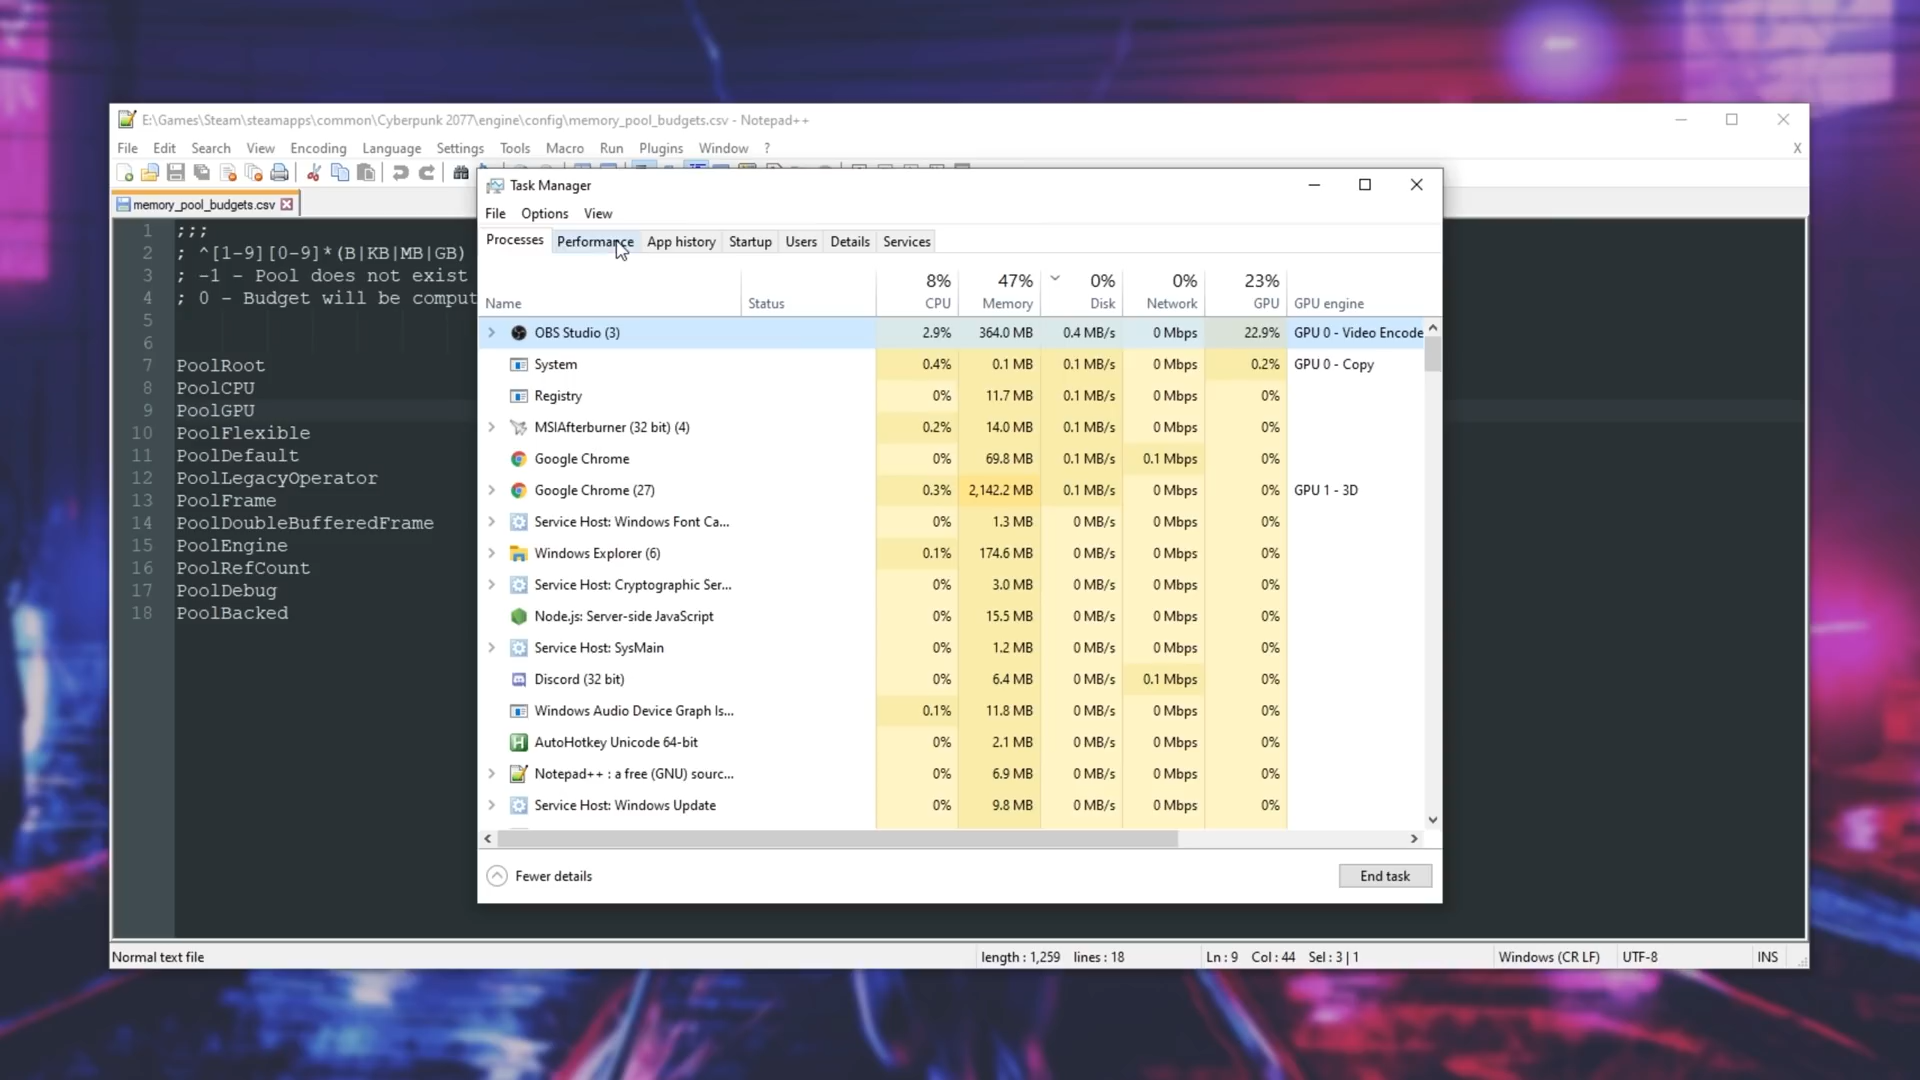 E:\Games\Steam\steamapps\common\Cyberpunk 2077\engine\config\memory_pool_budgets.csv - Notepad++
File Edit Search View Encoding Language Settings Tools Macro Run Plugins Window ? X
memory_pool_budgets.csv
1 ;;;
2 ; ^[1-9][0-9]*(B|KB|MB|GB)
3 ; -1 - Pool does not exist
4 ; 0 - Budget will be comput
5
6
7 PoolRoot
8 PoolCPU
9 PoolGPU
10 PoolFlexible
11 PoolDefault
12 PoolLegacyOperator
13 PoolFrame
14 PoolDoubleBufferedFrame
15 PoolEngine
16 PoolRefCount
17 PoolDebug
18 PoolBacked
Task Manager
File Options View
Processes Performance App history Startup Users Details Services
8% 47% 0% 0% 23%
Name Status CPU Memory Disk Network GPU GPU engine
OBS Studio (3) 2.9% 364.0 MB 0.4 MB/s 0 Mbps 22.9% GPU 0 - Video Encode
System 0.4% 0.1 MB 0.1 MB/s 0 Mbps 0.2% GPU 0 - Copy
Registry 0% 11.7 MB 0.1 MB/s 0 Mbps 0%
MSIAfterburner (32 bit) (4) 0.2% 14.0 MB 0.1 MB/s 0 Mbps 0%
Google Chrome 0% 69.8 MB 0.1 MB/s 0.1 Mbps 0%
Google Chrome (27) 0.3% 2,142.2 MB 0.1 MB/s 0 Mbps 0% GPU 1 - 3D
Service Host: Windows Font Ca... 0% 1.3 MB 0 MB/s 0 Mbps 0%
Windows Explorer (6) 0.1% 174.6 MB 0 MB/s 0 Mbps 0%
Service Host: Cryptographic Ser... 0% 3.0 MB 0 MB/s 0 Mbps 0%
Node.js: Server-side JavaScript 0% 15.5 MB 0 MB/s 0 Mbps 0%
Service Host: SysMain 0% 1.2 MB 0 MB/s 0 Mbps 0%
Discord (32 bit) 0% 6.4 MB 0 MB/s 0.1 Mbps 0%
Windows Audio Device Graph Is... 0.1% 11.8 MB 0 MB/s 0 Mbps 0%
AutoHotkey Unicode 64-bit 0% 2.1 MB 0 MB/s 0 Mbps 0%
Notepad++ : a free (GNU) sourc... 0% 6.9 MB 0 MB/s 0 Mbps 0%
Service Host: Windows Update 0% 9.8 MB 0 MB/s 0 Mbps 0%
Fewer details End task
Normal text file length : 1,259 lines : 18 Ln : 9 Col : 44 Sel : 3 | 1 Windows (CR LF) UTF-8 INS